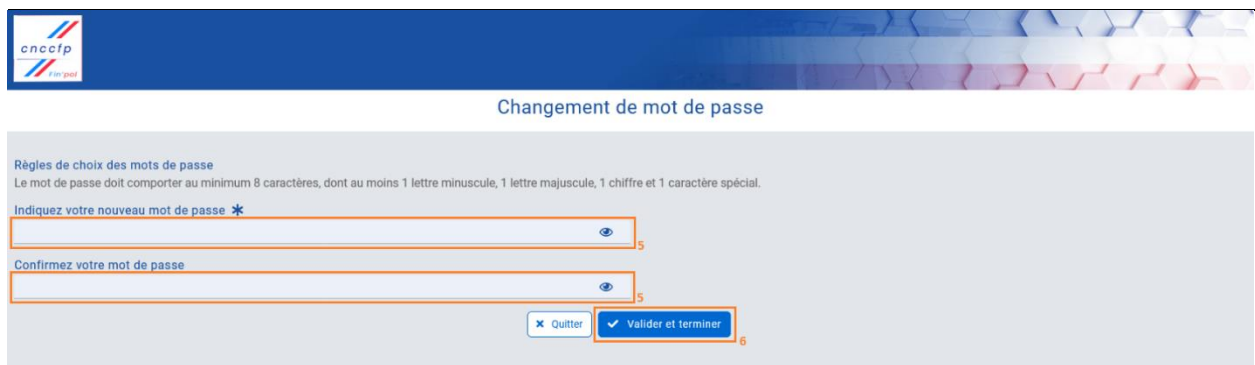 cnccfp
Fin'pol
Changement de mot de passe
Règles de choix des mots de passe
Le mot de passe doit comporter au minimum 8 caractères, dont au moins 1 lettre minuscule, 1 lettre majuscule, 1 chiffre et 1 caractère spécial.
Indiquez votre nouveau mot de passe *
5
Confirmez votre mot de passe
5
Quitter Valider et terminer
6